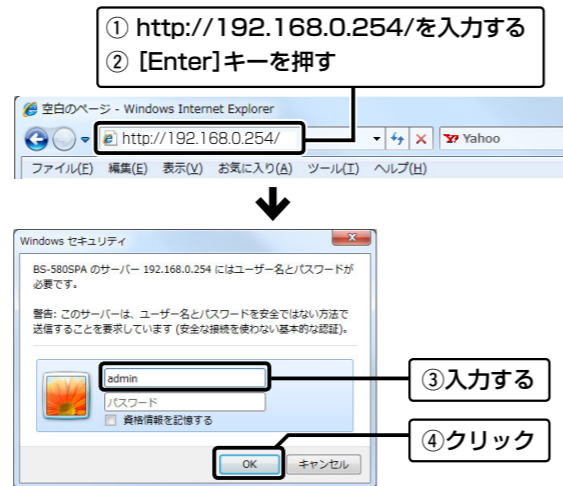 ① http://192.168.0.254/を入力する
② [Enter]キーを押す
空白のページ - Windows Internet Explorer
http://192.168.0.254/
Yahoo
ファイル(F) 編集(E) 表示(V) お気に入り(A) ツール(T) ヘルプ(H)
Windows セキュリティ
BS-580SPA のサーバー 192.168.0.254 にはユーザー名とパスワードが
必要です。
警告: このサーバーは、ユーザー名とパスワードを安全ではない方法で
送信することを要求しています (安全な接続を使わない基本的な認証)。
admin
③入力する
パスワード
資格情報を記憶する
④クリック
OK キャンセル